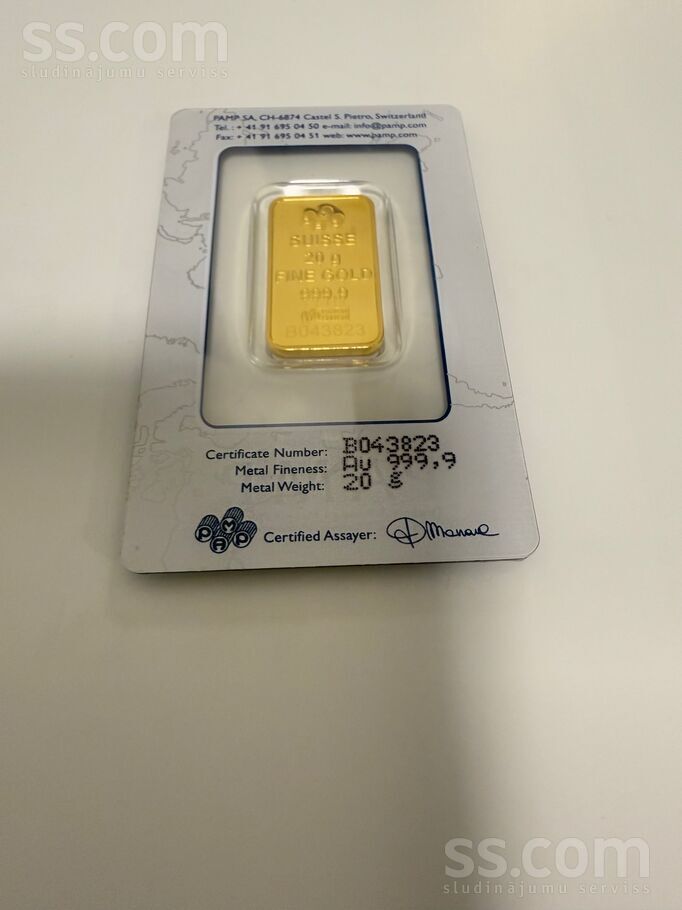 ss.com
sludinājumu serviss
PAMP SA, CH-6874 Castel S. Pietro, Switzerland
Tel.: + 41 91 695 04 50 e-mail: info@pamp.com
Fax: + 41 91 695 04 51 web: www.pamp.com
SUISSE
20 g
FINE GOLD
999.9
B043823
Certificate Number: B043823
Metal Fineness: Au 999,9
Metal Weight: 20 g
PAMP
Certified Assayer:
ss.com
sludinājumu serviss